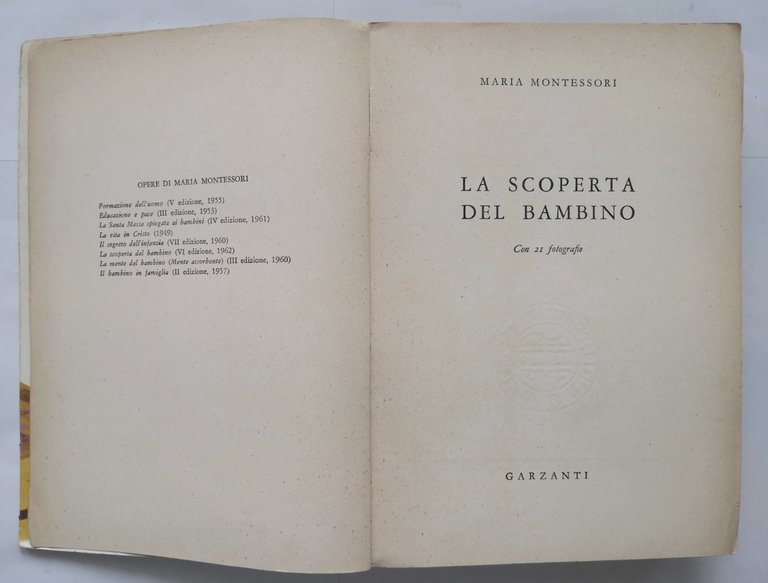 OPERE DI MARIA MONTESSORI
Formazione dell'uomo (V edizione, 1955)
Educazione e pace (III edizione, 1953)
La Santa Messa spiegata ai bambini (IV edizione, 1961)
La vita in Cristo (1949)
Il segreto dell'infanzia (VII edizione, 1960)
La scoperta del bambino (VI edizione, 1962)
La mente del bambino (Mente assorbente) (III edizione, 1960)
Il bambino in famiglia (II edizione, 1957)
MARIA MONTESSORI
LA SCOPERTA
DEL BAMBINO
Con 21 fotografie
GARZANTI